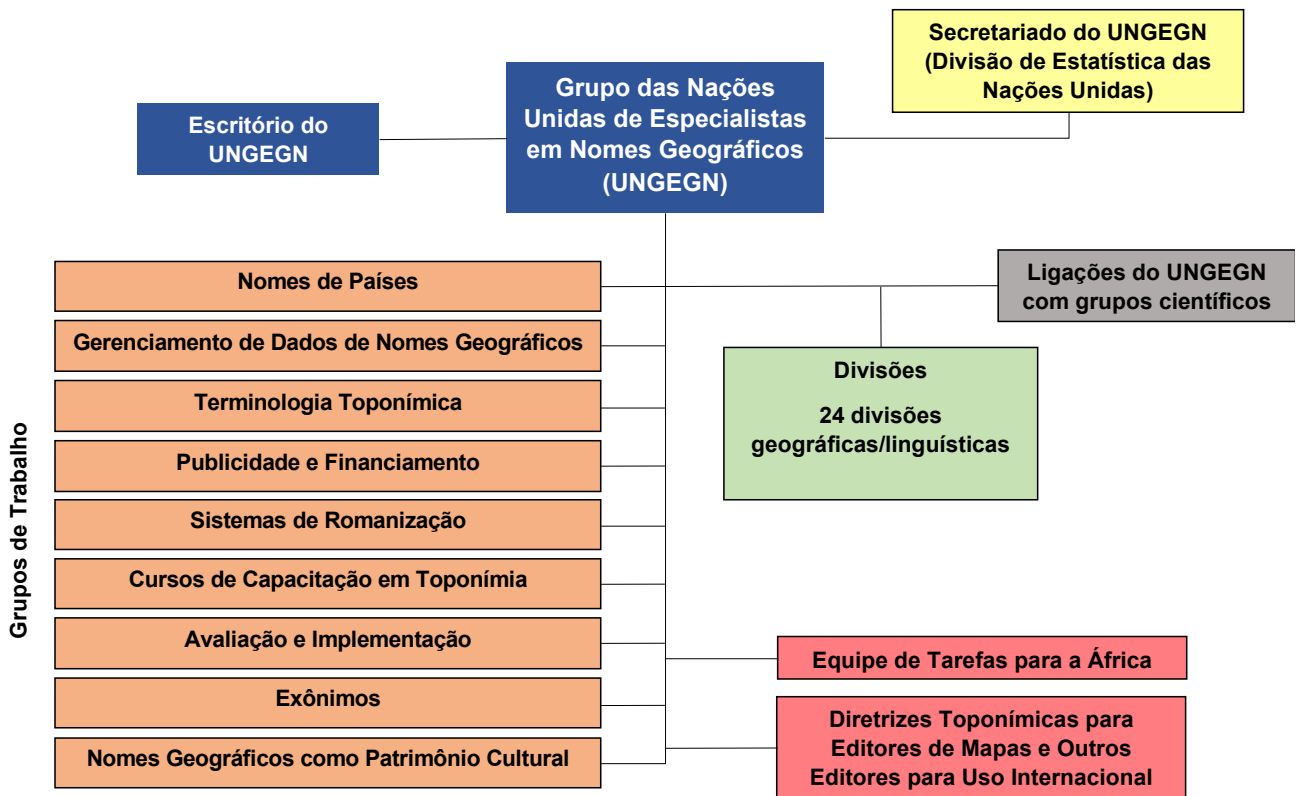 Secretariado do UNGEGN
(Divisão de Estatística das
Nações Unidas)
Grupo das Nações
Unidas de Especialistas
em Nomes Geográficos
(UNGEGN)
Escritório do
UNGEGN
Grupos de Trabalho
Nomes de Países
Gerenciamento de Dados de Nomes Geográficos
Terminologia Toponímica
Publicidade e Financiamento
Sistemas de Romanização
Cursos de Capacitação em Toponímia
Avaliação e Implementação
Exônimos
Nomes Geográficos como Patrimônio Cultural
Ligações do UNGEGN
com grupos científicos
Divisões
24 divisões
geográficas/linguísticas
Equipe de Tarefas para a África
Diretrizes Toponímicas para
Editores de Mapas e Outros
Editores para Uso Internacional